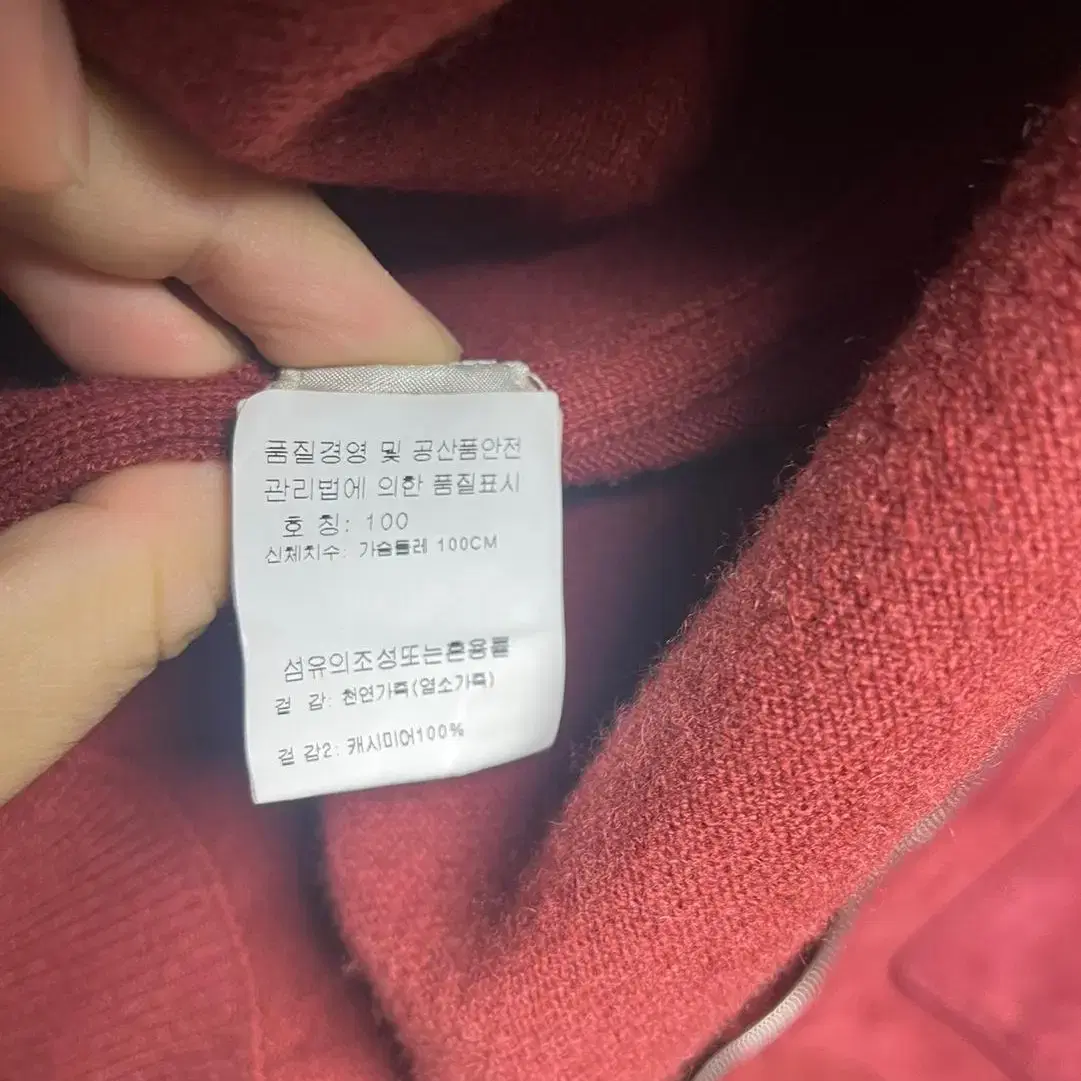 품질경영 및 공산품안전
관리법에 의한 품질표시
호 칭: 100
신체치수: 가슴둘레 100CM
섬유의조성또는혼용률
겉 감: 천연가죽(염소가죽)
겉 감2: 캐시미어100%